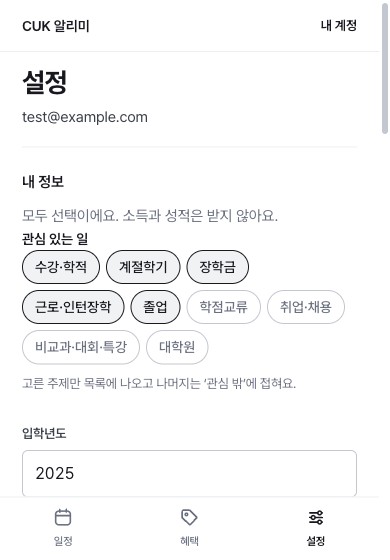 CUK 알리미
내 계정
설정
test@example.com
내 정보
모두 선택이에요. 소득과 성적은 받지 않아요.
관심 있는 일
수강·학적 계절학기 장학금
근로·인턴장학 졸업 학점교류 취업·채용
비교과·대회·특강 대학원
고른 주제만 목록에 나오고 나머지는 ‘관심 밖’에 접혀요.
입학년도
2025
일정 혜택 설정